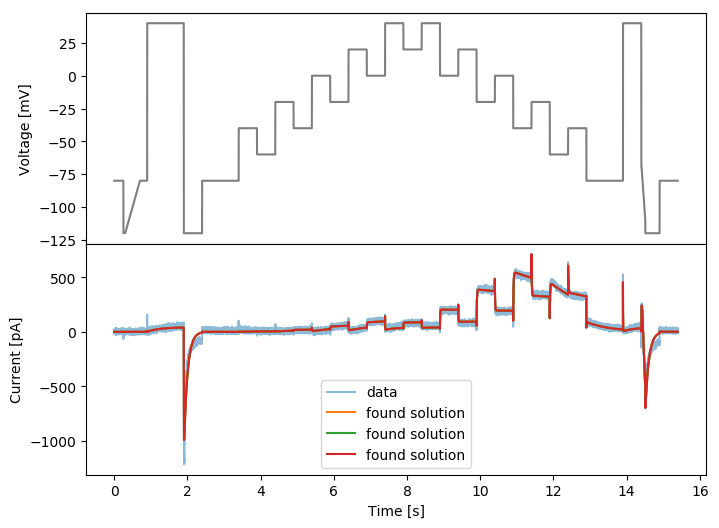 25
0
−25
−50
−75
−100
−125
Voltage [mV]
500
0
−500
−1000
Current [pA]
data
found solution
found solution
found solution
0 2 4 6 8 10 12 14 16
Time [s]